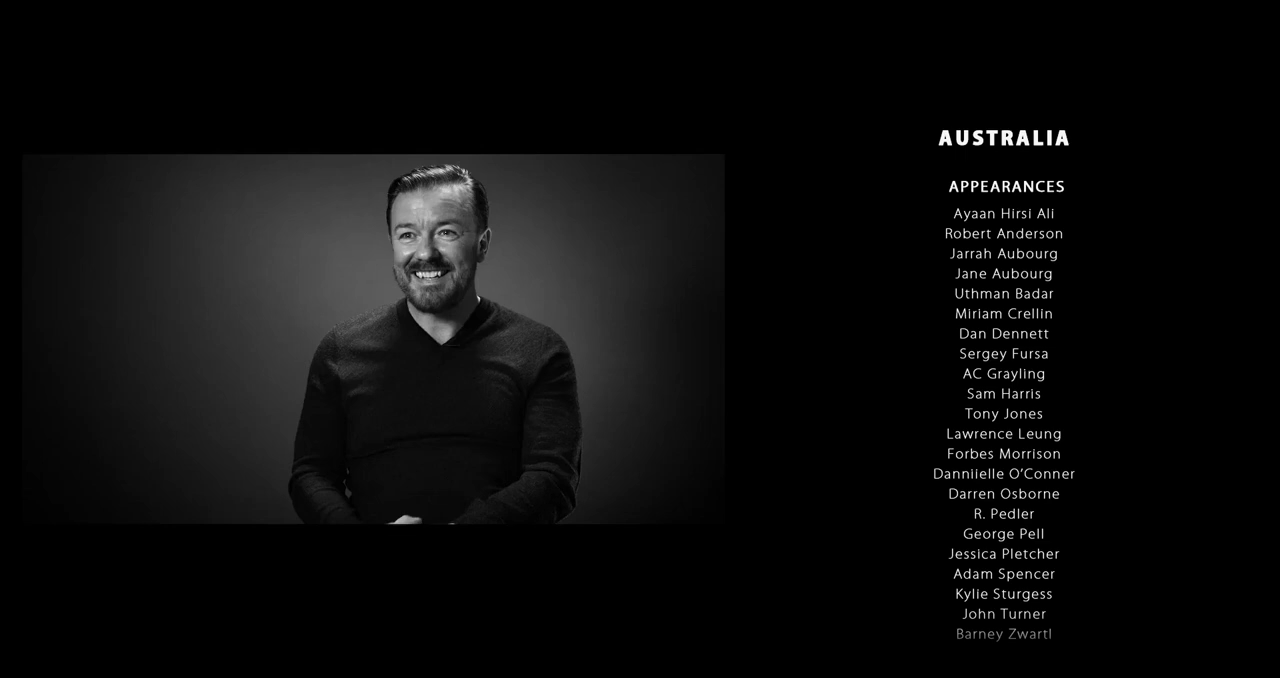 AUSTRALIA
APPEARANCES
Ayaan Hirsi Ali
Robert Anderson
Jarrah Aubourg
Jane Aubourg
Uthman Badar
Miriam Crellin
Dan Dennett
Sergey Fursa
AC Grayling
Sam Harris
Tony Jones
Lawrence Leung
Forbes Morrison
Danniielle O’Conner
Darren Osborne
R. Pedler
George Pell
Jessica Pletcher
Adam Spencer
Kylie Sturgess
John Turner
Barney Zwartl